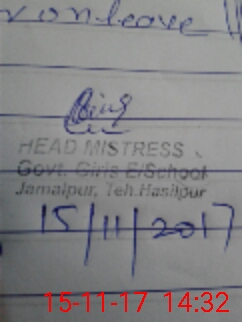 on leave
HEAD MISTRESS
Govt. Girls E/School
Jamalpur, Teh. Hasilpur
15/11/2017
15-11-17 14:32